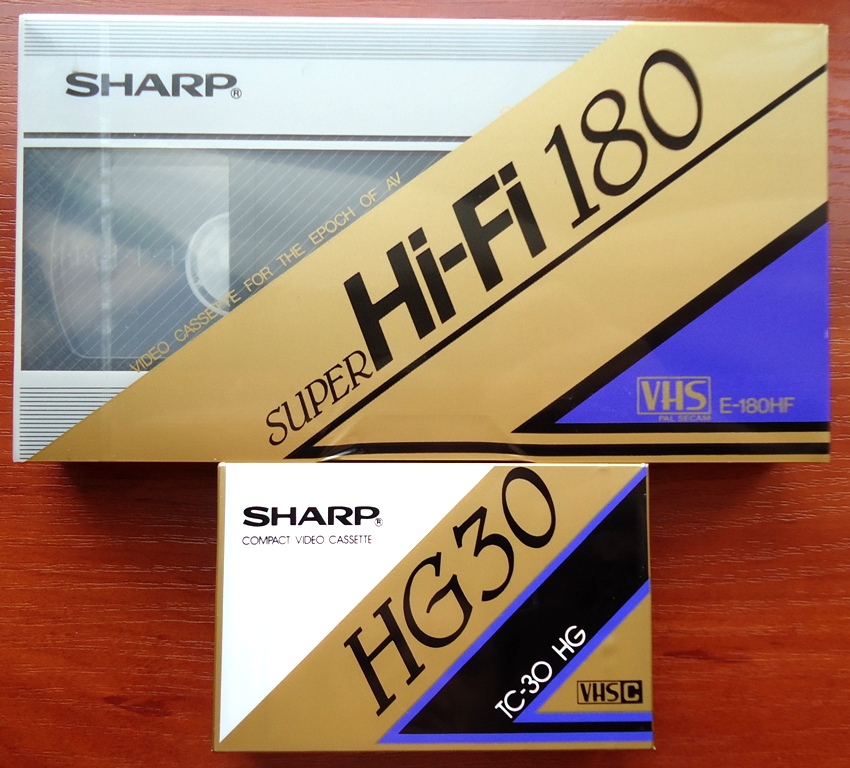 SHARP®
VIDEO CASSETTE FOR THE EPOCH OF AV
SUPER Hi-Fi 180
VHS E-180HF
PAL SECAM
SHARP®
COMPACT VIDEO CASSETTE
HG30
TC-30 HG
VHS C